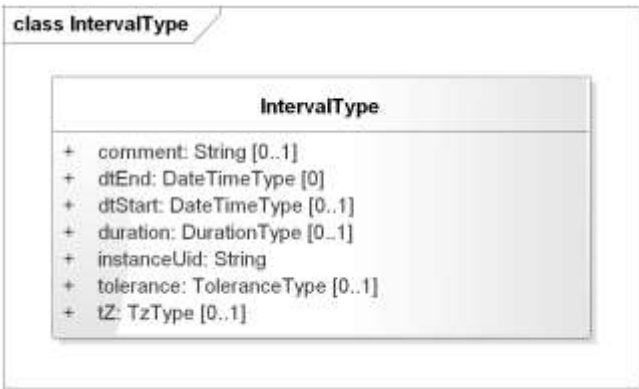 class IntervalType
IntervalType
+ comment: String [0..1]
+ dtEnd: DateTimeType [0]
+ dtStart: DateTimeType [0..1]
+ duration: DurationType [0..1]
+ instanceUid: String
+ tolerance: ToleranceType [0..1]
+ tZ: TzType [0..1]